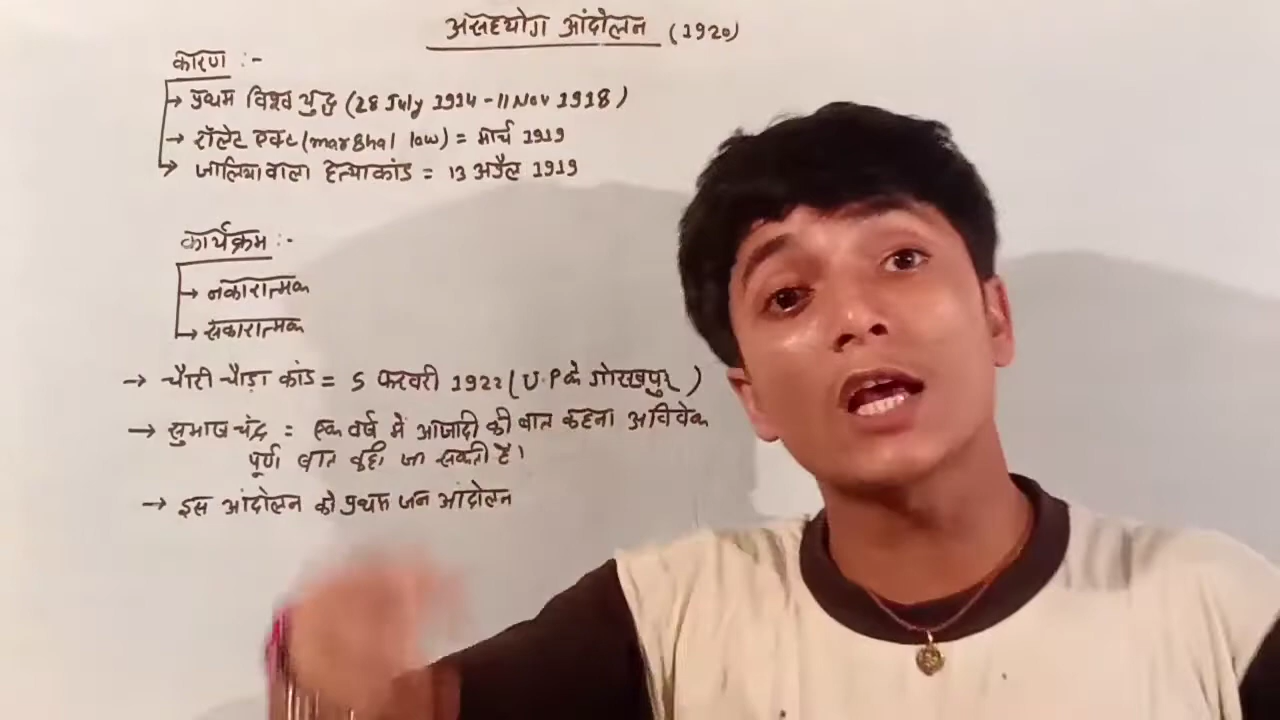 असहयोग आंदोलन (1920)
कारण :-
→ प्रथम विश्व युद्ध (28 July 1914 - 11 Nov 1918)
→ रॉलेट एक्ट (marshal low) = मार्च 1919
→ जालियावाला हत्याकांड = 13 अप्रैल 1919
कार्यक्रम :-
→ नकारात्मक
→ सकारात्मक
→ चौरी चौड़ा कांड = 5 फरवरी 1922 (U.P के गोरखपुर)
→ सुभाष चंद्र = एक वर्ष में आजादी की बात कहना अविवेक
पूर्ण बात कही जा सकती है।
→ इस आंदोलन को प्रथम जन आंदोलन